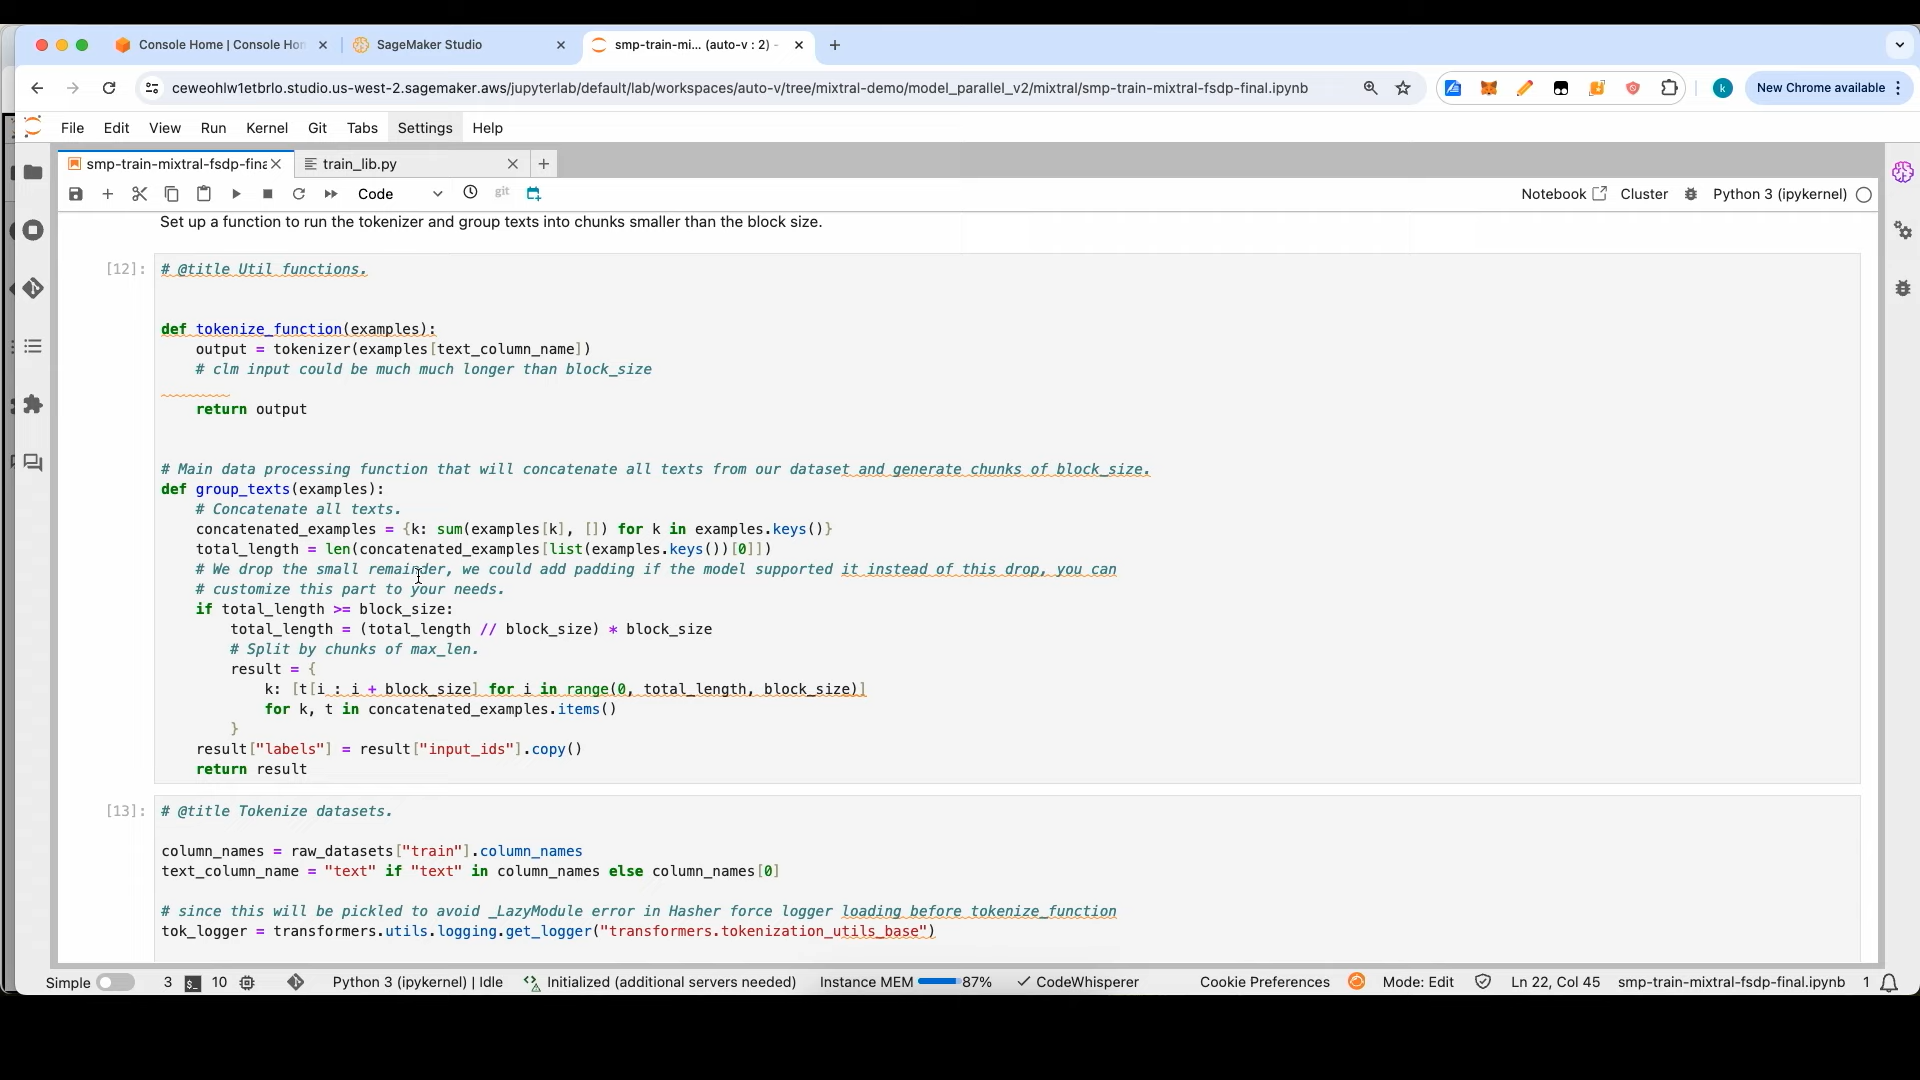 Console Home | Console Ho
SageMaker Studio
smp-train-mi... (auto-v : 2) -
ceweohlw1etbrlo.studio.us-west-2.sagemaker.aws/jupyterlab/default/lab/workspaces/auto-v/tree/mixtral-demo/model_parallel_v2/mixtral/smp-train-mixtral-fsdp-final.ipynb
k
New Chrome available
File Edit View Run Kernel Git Tabs Settings Help
smp-train-mixtral-fsdp-fina
train_lib.py
Code
git
Notebook
Cluster
Python 3 (ipykernel)
Set up a function to run the tokenizer and group texts into chunks smaller than the block size.
[12]:
# @title Util functions.
def tokenize_function(examples):
    output = tokenizer(examples[text_column_name])
    # clm input could be much much longer than block_size
    return output
# Main data processing function that will concatenate all texts from our dataset and generate chunks of block_size.
def group_texts(examples):
    # Concatenate all texts.
    concatenated_examples = {k: sum(examples[k], []) for k in examples.keys()}
    total_length = len(concatenated_examples[list(examples.keys())[0]])
    # We drop the small remainder, we could add padding if the model supported it instead of this drop, you can
    # customize this part to your needs.
    if total_length >= block_size:
        total_length = (total_length // block_size) * block_size
        # Split by chunks of max_len.
        result = {
            k: [t[i : i + block_size] for i in range(0, total_length, block_size)]
            for k, t in concatenated_examples.items()
        }
    result["labels"] = result["input_ids"].copy()
    return result
[13]:
# @title Tokenize datasets.
column_names = raw_datasets["train"].column_names
text_column_name = "text" if "text" in column_names else column_names[0]
# since this will be pickled to avoid _LazyModule error in Hasher force logger loading before tokenize_function
tok_logger = transformers.utils.logging.get_logger("transformers.tokenization_utils_base")
Simple 3 10 Python 3 (ipykernel) | Idle Initialized (additional servers needed) Instance MEM 87% CodeWhisperer Cookie Preferences Mode: Edit Ln 22, Col 45 smp-train-mixtral-fsdp-final.ipynb 1